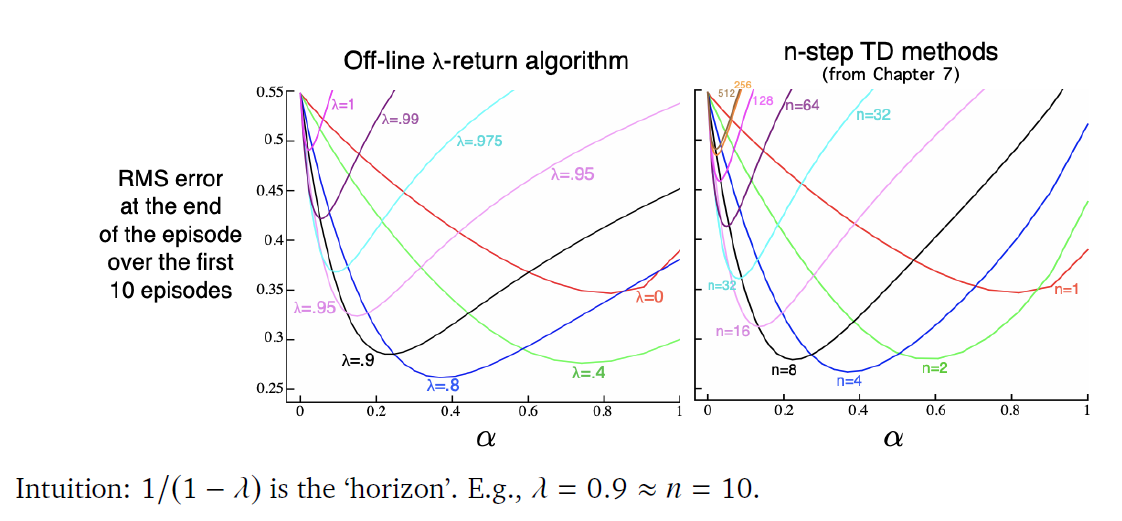 Off-line λ-return algorithm
n-step TD methods
(from Chapter 7)
RMS error
at the end
of the episode
over the first
10 episodes
0.55
0.5
0.45
0.4
0.35
0.3
0.25
λ=1
λ=.99
λ=.975
λ=.95
λ=0
λ=.95
λ=.9
λ=.4
λ=.8
0 0.2 0.4 0.6 0.8 1
α
256
512
128
n=64
n=32
n=32
n=1
n=16
n=8
n=2
n=4
0 0.2 0.4 0.6 0.8 1
α
Intuition: 1/(1 − λ) is the ‘horizon’. E.g., λ = 0.9 ≈ n = 10.